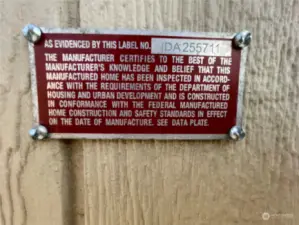 AS EVIDENCED BY THIS LABEL NO. IDA255711
THE MANUFACTURER CERTIFIES TO THE BEST OF THE
MANUFACTURER'S KNOWLEDGE AND BELIEF THAT THIS
MANUFACTURED HOME HAS BEEN INSPECTED IN ACCORD-
ANCE WITH THE REQUIREMENTS OF THE DEPARTMENT OF
HOUSING AND URBAN DEVELOPMENT AND IS CONSTRUCTED
IN CONFORMANCE WITH THE FEDERAL MANUFACTURED
HOME CONSTRUCTION AND SAFETY STANDARDS IN EFFECT
ON THE DATE OF MANUFACTURE. SEE DATA PLATE.